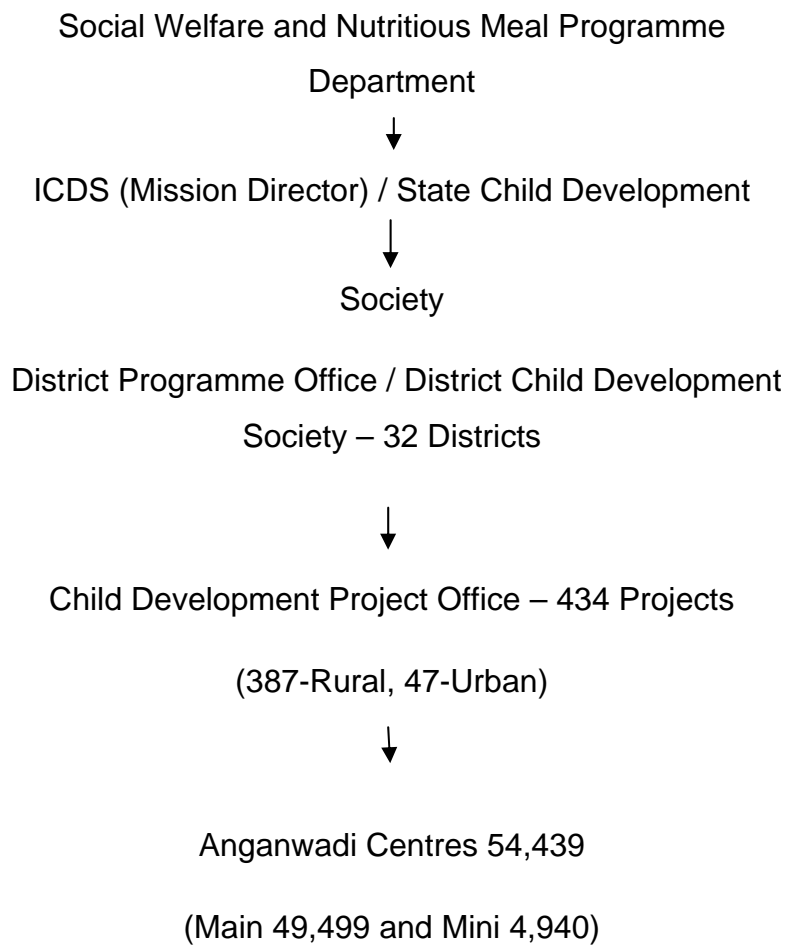 Social Welfare and Nutritious Meal Programme
Department
ICDS (Mission Director) / State Child Development
Society
District Programme Office / District Child Development
Society – 32 Districts
Child Development Project Office – 434 Projects
(387-Rural, 47-Urban)
Anganwadi Centres 54,439
(Main 49,499 and Mini 4,940)